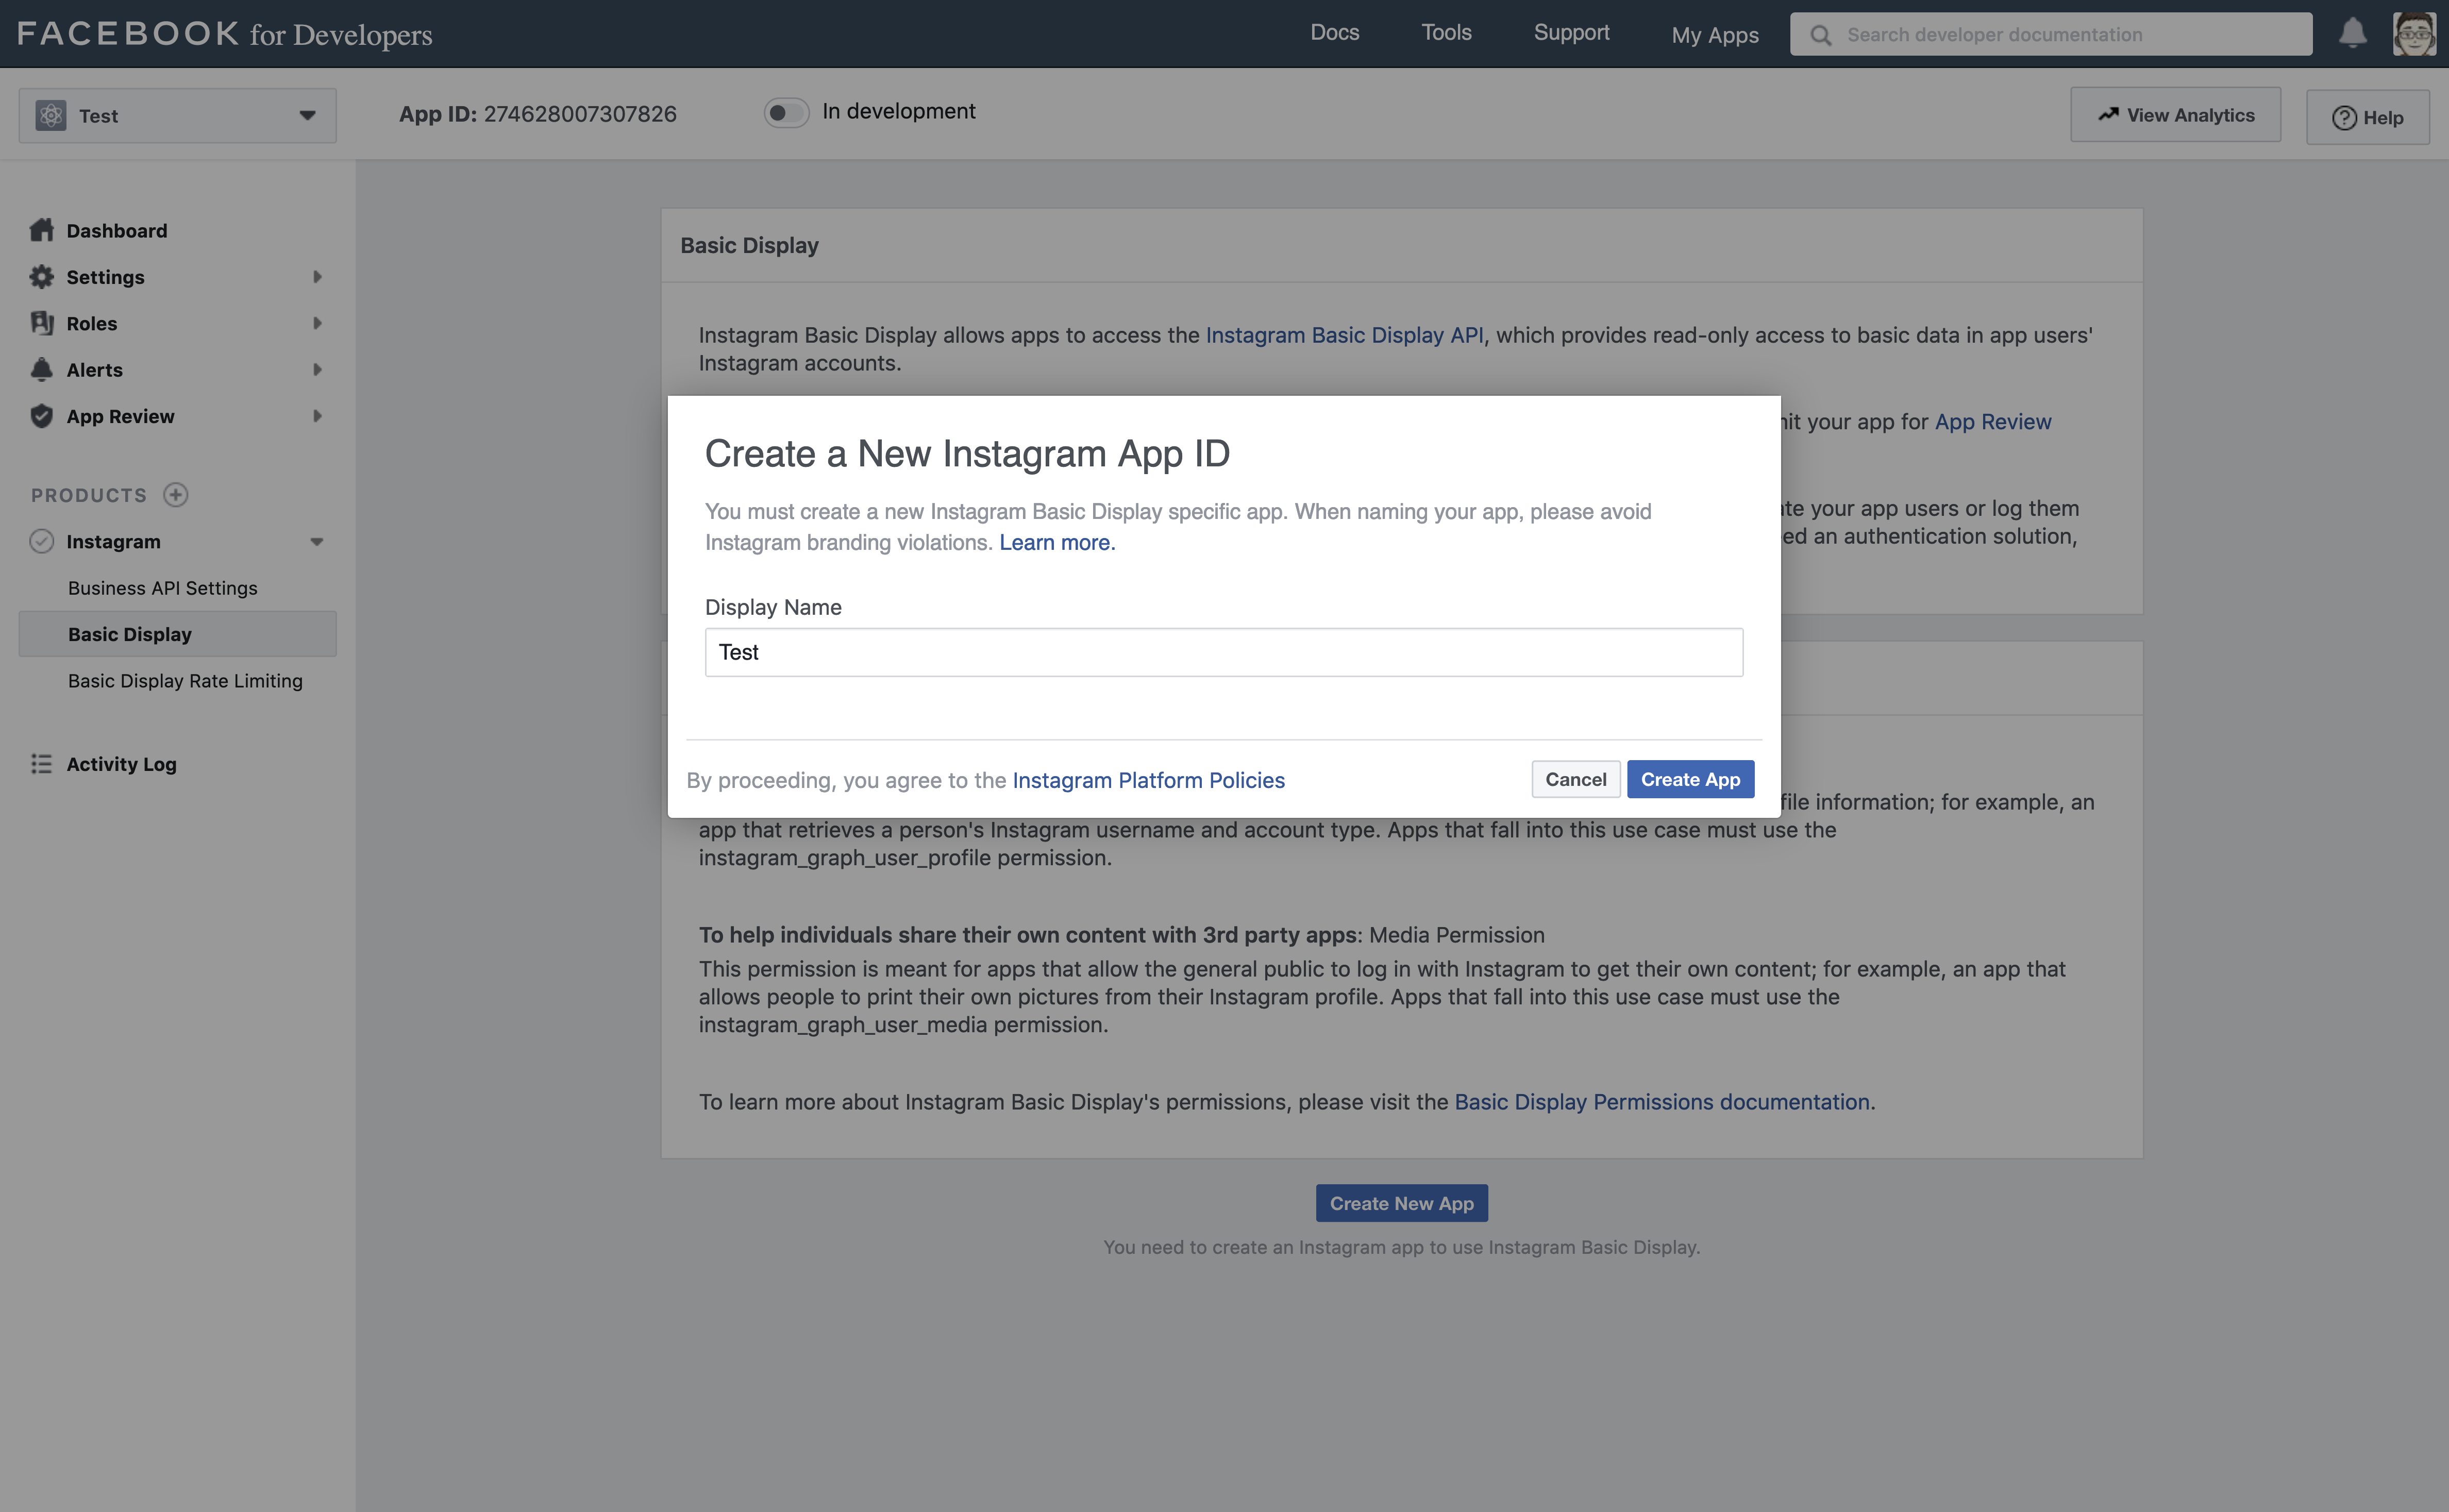 FACEBOOK for Developers
Docs
Tools
Support
My Apps
Search developer documentation
Test
App ID: 274628007307826
In development
View Analytics
Help
Dashboard
Settings
Roles
Alerts
App Review
PRODUCTS
Instagram
Business API Settings
Basic Display
Basic Display Rate Limiting
Activity Log
Basic Display
Instagram Basic Display allows apps to access the Instagram Basic Display API, which provides read-only access to basic data in app users'
Instagram accounts.
your app for App Review
your app users or log them
an authentication solution,
Create a New Instagram App ID
You must create a new Instagram Basic Display specific app. When naming your app, please avoid
Instagram branding violations. Learn more.
Display Name
Test
By proceeding, you agree to the Instagram Platform Policies
Cancel
Create App
information; for example, an
app that retrieves a person's Instagram username and account type. Apps that fall into this use case must use the
instagram_graph_user_profile permission.
To help individuals share their own content with 3rd party apps: Media Permission
This permission is meant for apps that allow the general public to log in with Instagram to get their own content; for example, an app that
allows people to print their own pictures from their Instagram profile. Apps that fall into this use case must use the
instagram_graph_user_media permission.
To learn more about Instagram Basic Display's permissions, please visit the Basic Display Permissions documentation.
Create New App
You need to create an Instagram app to use Instagram Basic Display.